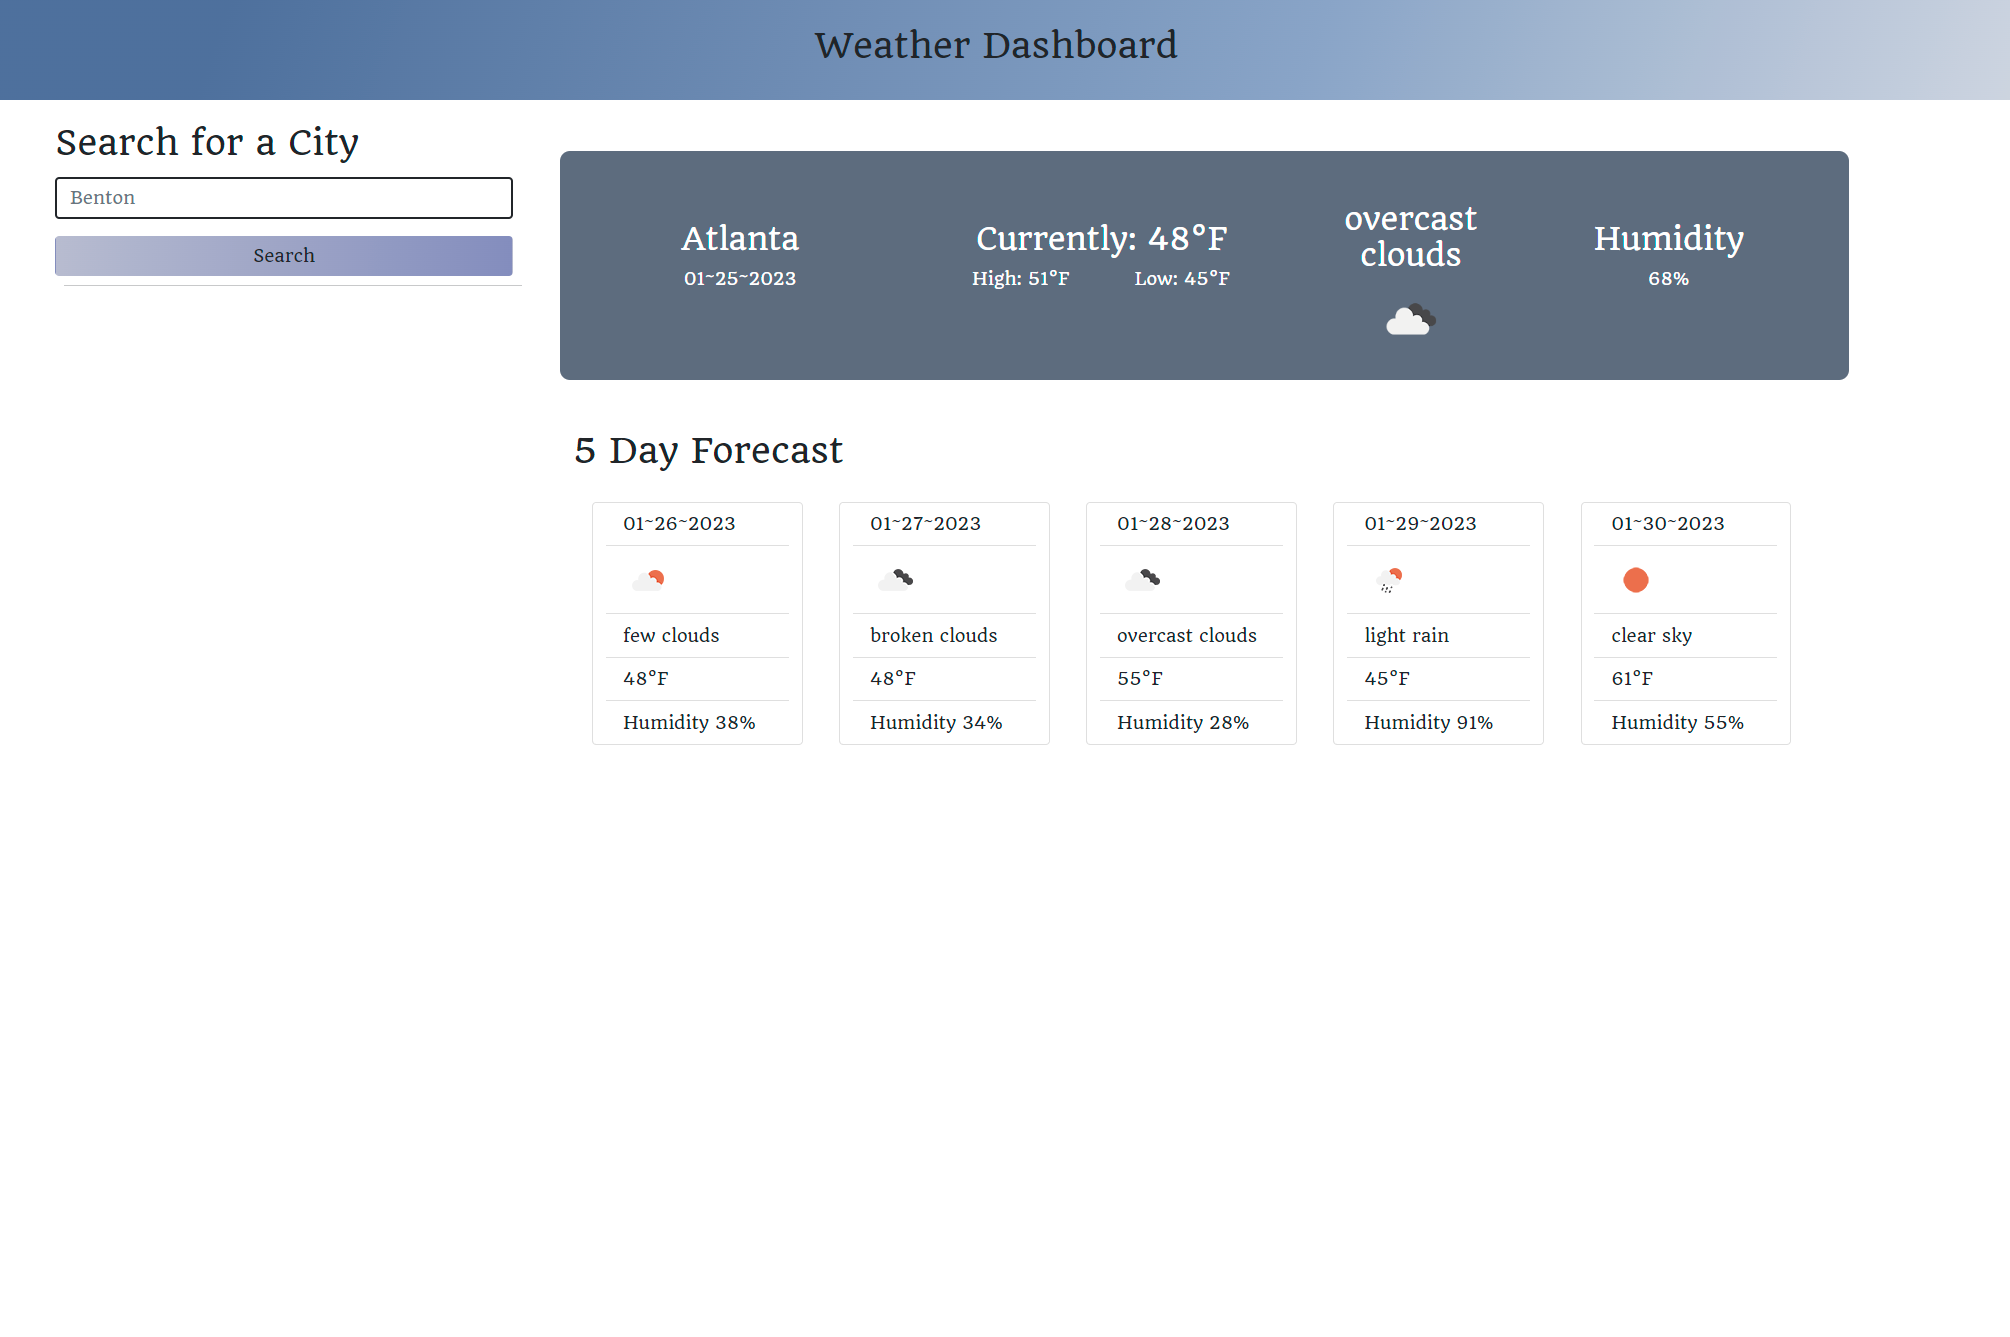 Weather Dashboard
Search for a City
Benton
Search
Atlanta
01~25~2023
Currently: 48°F
High: 51°F Low: 45°F
overcast
clouds
Humidity
68%
5 Day Forecast
01~26~2023
few clouds
48°F
Humidity 38%
01~27~2023
broken clouds
48°F
Humidity 34%
01~28~2023
overcast clouds
55°F
Humidity 28%
01~29~2023
light rain
45°F
Humidity 91%
01~30~2023
clear sky
61°F
Humidity 55%